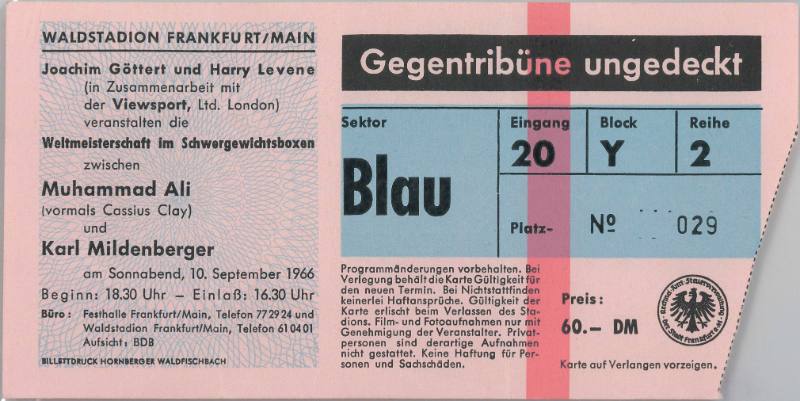 WALDSTADION FRANKFURT/MAIN
Joachim Göttert und Harry Levene
(in Zusammenarbeit mit
der Viewsport, Ltd. London)
veranstalten die
Weltmeisterschaft im Schwergewichtsboxen
zwischen
Muhammad Ali
(vormals Cassius Clay)
und
Karl Mildenberger
am Sonnabend, 10. September 1966
Beginn: 18.30 Uhr – Einlaß: 16.30 Uhr
Büro: Festhalle Frankfurt/Main, Telefon 77 29 24 und
Waldstadion Frankfurt/Main, Telefon 61 04 01
Aufsicht: BDB
BILLETTDRUCK HORNBERGER WALDFISCHBACH
Gegentribüne ungedeckt
Sektor
Blau
Eingang
20
Block
Y
Reihe
2
Platz- Nº 029
Programmänderungen vorbehalten. Bei
Verlegung behält die Karte Gültigkeit für
den neuen Termin. Bei Nichtstattfinden
keinerlei Haftansprüche. Gültigkeit der
Karte erlischt beim Verlassen des Sta-
dions. Film- und Fotoaufnahmen nur mit
Genehmigung der Veranstalter. Privat-
personen sind derartige Aufnahmen
nicht gestattet. Keine Haftung für Per-
sonen und Sachschäden.
Preis:
60.– DM
Karte auf Verlangen vorzeigen.